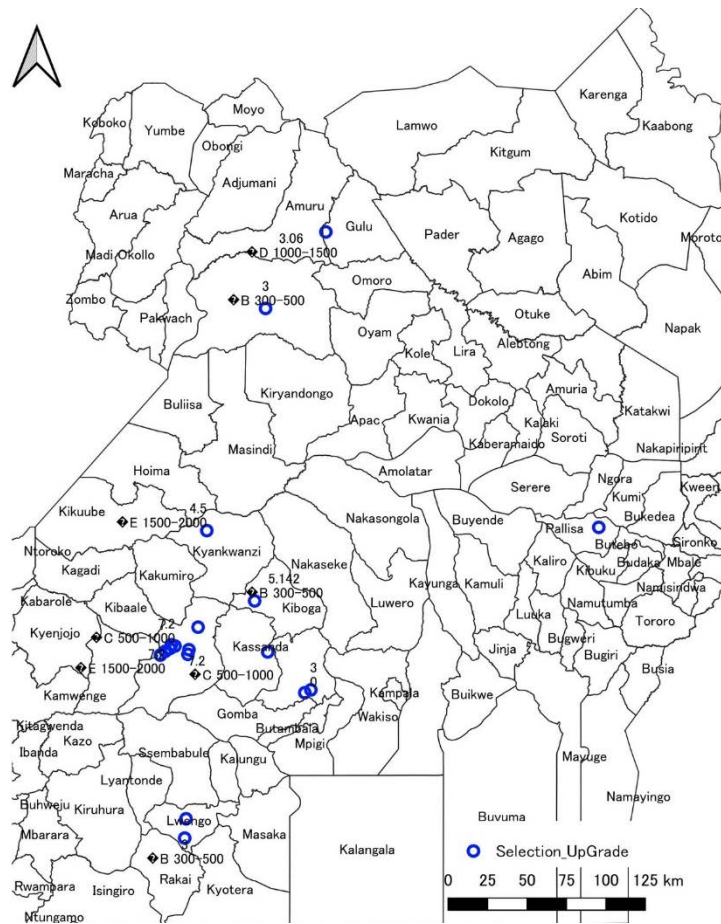 Karenga
Moyo
Kaabong
Koboko
Yumbe
Lamwo
Obongi
Kitgum
Maracha
Adjumani
Amuru
Arua
Gulu
Kotido
Pader
Agago
Moroto
3.06
�D 1000-1500
Madi Okollo
Abim
Omoro
Zombo
3
�B 300-500
Pakwach
Otuke
Napak
Oyam
Alebtong
Kole
Lira
Kiryandongo
Amuria
Buliisa
Dokolo
Katakwi
Apac
Kwania
Kalaki
Masindi
Soroti
Kaberamaido
Nakapiripirit
Hoima
Amolatar
Serere
Ngora
Kween
Kumi
4.5
Kikuube
�E 1500-2000
Nakasongola
Buyende
Bukedea
Pallisa
Kyankwanzi
Sironko
Butebo
Ntoroko
Nakaseke
Kagadi
Kakumiro
5.142
Kaliro
Kibuku
Budaka
Mbale
Kayunga
Kamuli
Kabarole
Kibaale
�B 300-500
Kiboga
Luwero
Namisindwa
Namutumba
Luuka
Tororo
Kyenjojo
7.2
�C 500-1000
Kassanda
Bugweri
Jinja
Bugiri
7.2
�E 1500-2000
�C 500-1000
3
0
Busia
Kamwenge
Kampala
Buikwe
Gomba
Wakiso
Butambala
Mpigi
Kitagwenda
Kazo
Ssembabule
Kalungu
Ibanda
Mayuge
Lyantonde
Buhweju
Kiruhura
Namayingo
Lwengo
Masaka
Buvuma
Mbarara
3
Kalangala
�B 300-500
Selection_UpGrade
Rakai
Rwampara
Isingiro
Kyotera
0 25 50 75 100 125 km
Ntungamo